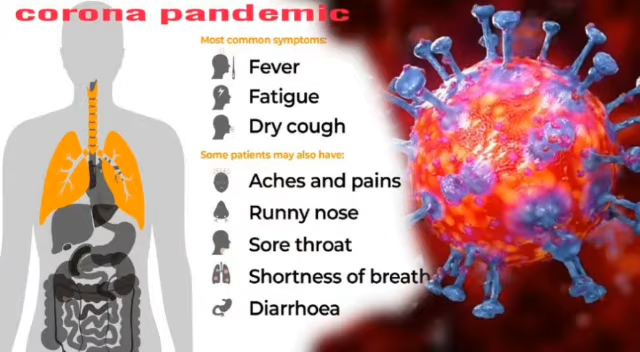 corona pandemic
Most common symptoms:
Fever
Fatigue
Dry cough
Some patients may also have:
Aches and pains
Runny nose
Sore throat
Shortness of breath
Diarrhoea